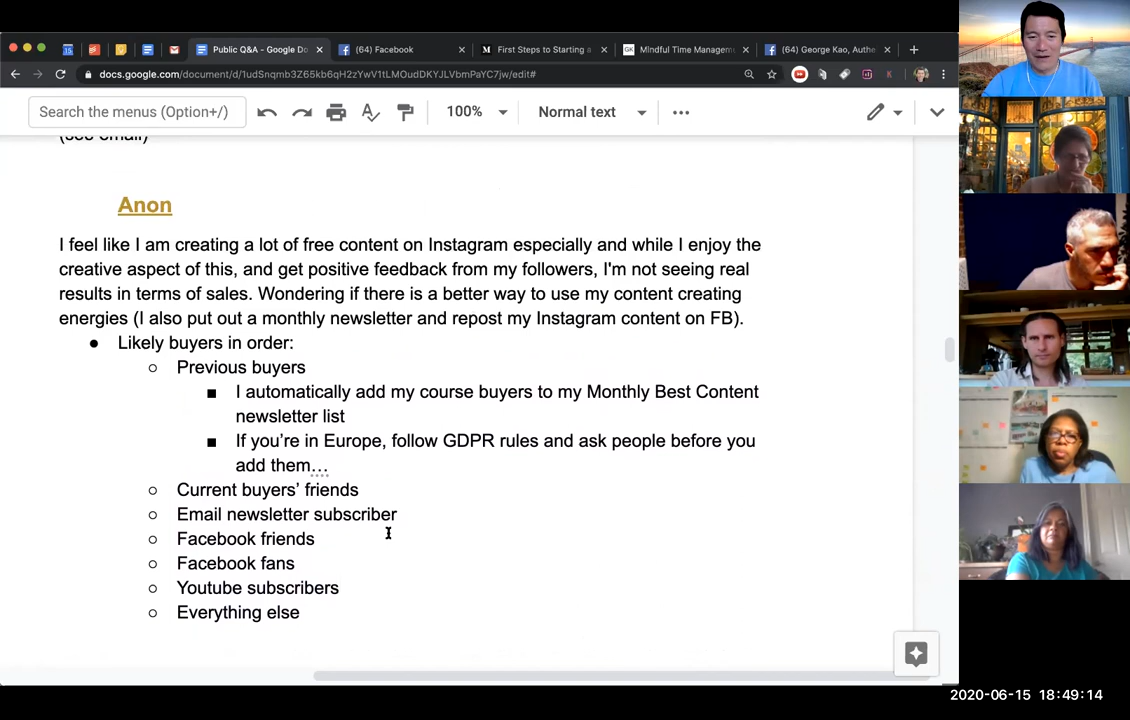 Public Q&A - Google Do
(64) Facebook
First Steps to Starting a
Mindful Time Managem
(64) George Kao, Authe
docs.google.com/document/d/1udSnqmb3Z65kb6qH2zYwV1tLMOudDKYJLVbmPaYC7jw/edit#
Search the menus (Option+/)
100%
Normal text
(see email)
Anon
I feel like I am creating a lot of free content on Instagram especially and while I enjoy the
creative aspect of this, and get positive feedback from my followers, I'm not seeing real
results in terms of sales. Wondering if there is a better way to use my content creating
energies (I also put out a monthly newsletter and repost my Instagram content on FB).
● Likely buyers in order:
○ Previous buyers
■ I automatically add my course buyers to my Monthly Best Content
newsletter list
■ If you’re in Europe, follow GDPR rules and ask people before you
add them…
○ Current buyers’ friends
○ Email newsletter subscriber
○ Facebook friends
○ Facebook fans
○ Youtube subscribers
○ Everything else
2020-06-15 18:49:14